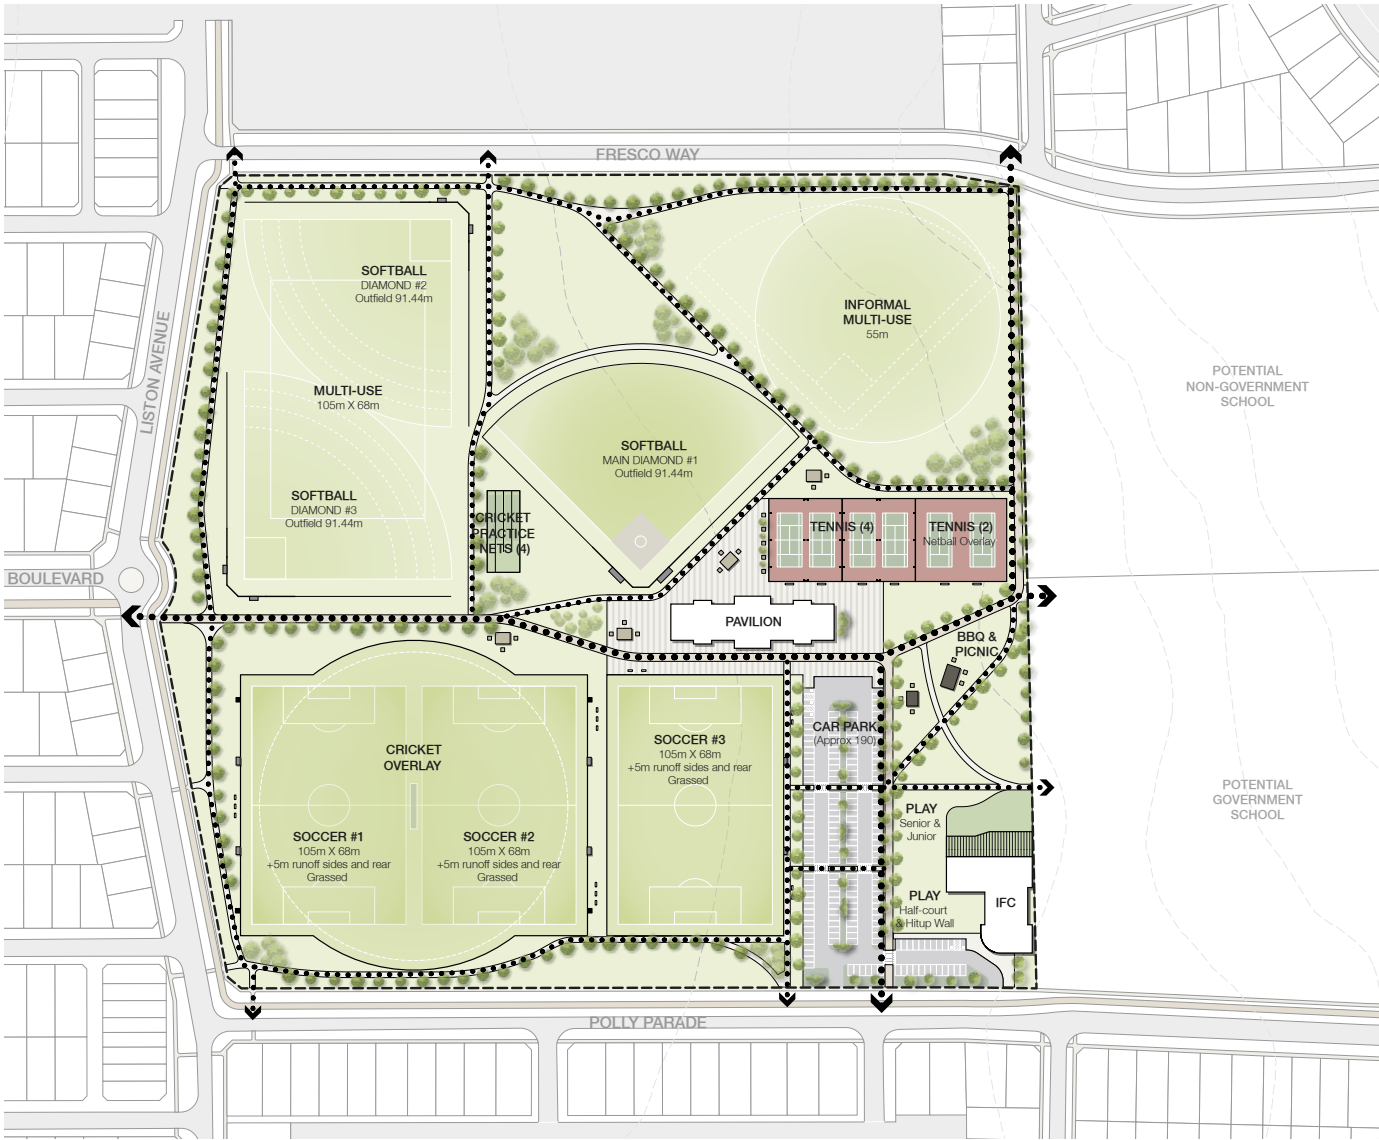 FRESCO WAY
SOFTBALL
DIAMOND #2
Outfield 91.44m
INFORMAL
MULTI-USE
55m
LISTON AVENUE
MULTI-USE
105m X 68m
POTENTIAL
NON-GOVERNMENT
SCHOOL
SOFTBALL
MAIN DIAMOND #1
Outfield 91.44m
SOFTBALL
DIAMOND #3
Outfield 91.44m
CRICKET
PRACTICE
NETS (4)
TENNIS (4)
TENNIS (2)
Netball Overlay
BOULEVARD
PAVILION
BBQ &
PICNIC
CAR PARK
(Approx 190)
CRICKET
OVERLAY
SOCCER #3
105m X 68m
+5m runoff sides and rear
Grassed
POTENTIAL
GOVERNMENT
SCHOOL
PLAY
Senior &
Junior
SOCCER #1
105m X 68m
+5m runoff sides and rear
Grassed
SOCCER #2
105m X 68m
+5m runoff sides and rear
Grassed
PLAY
Half-court
& Hitup Wall
IFC
POLLY PARADE